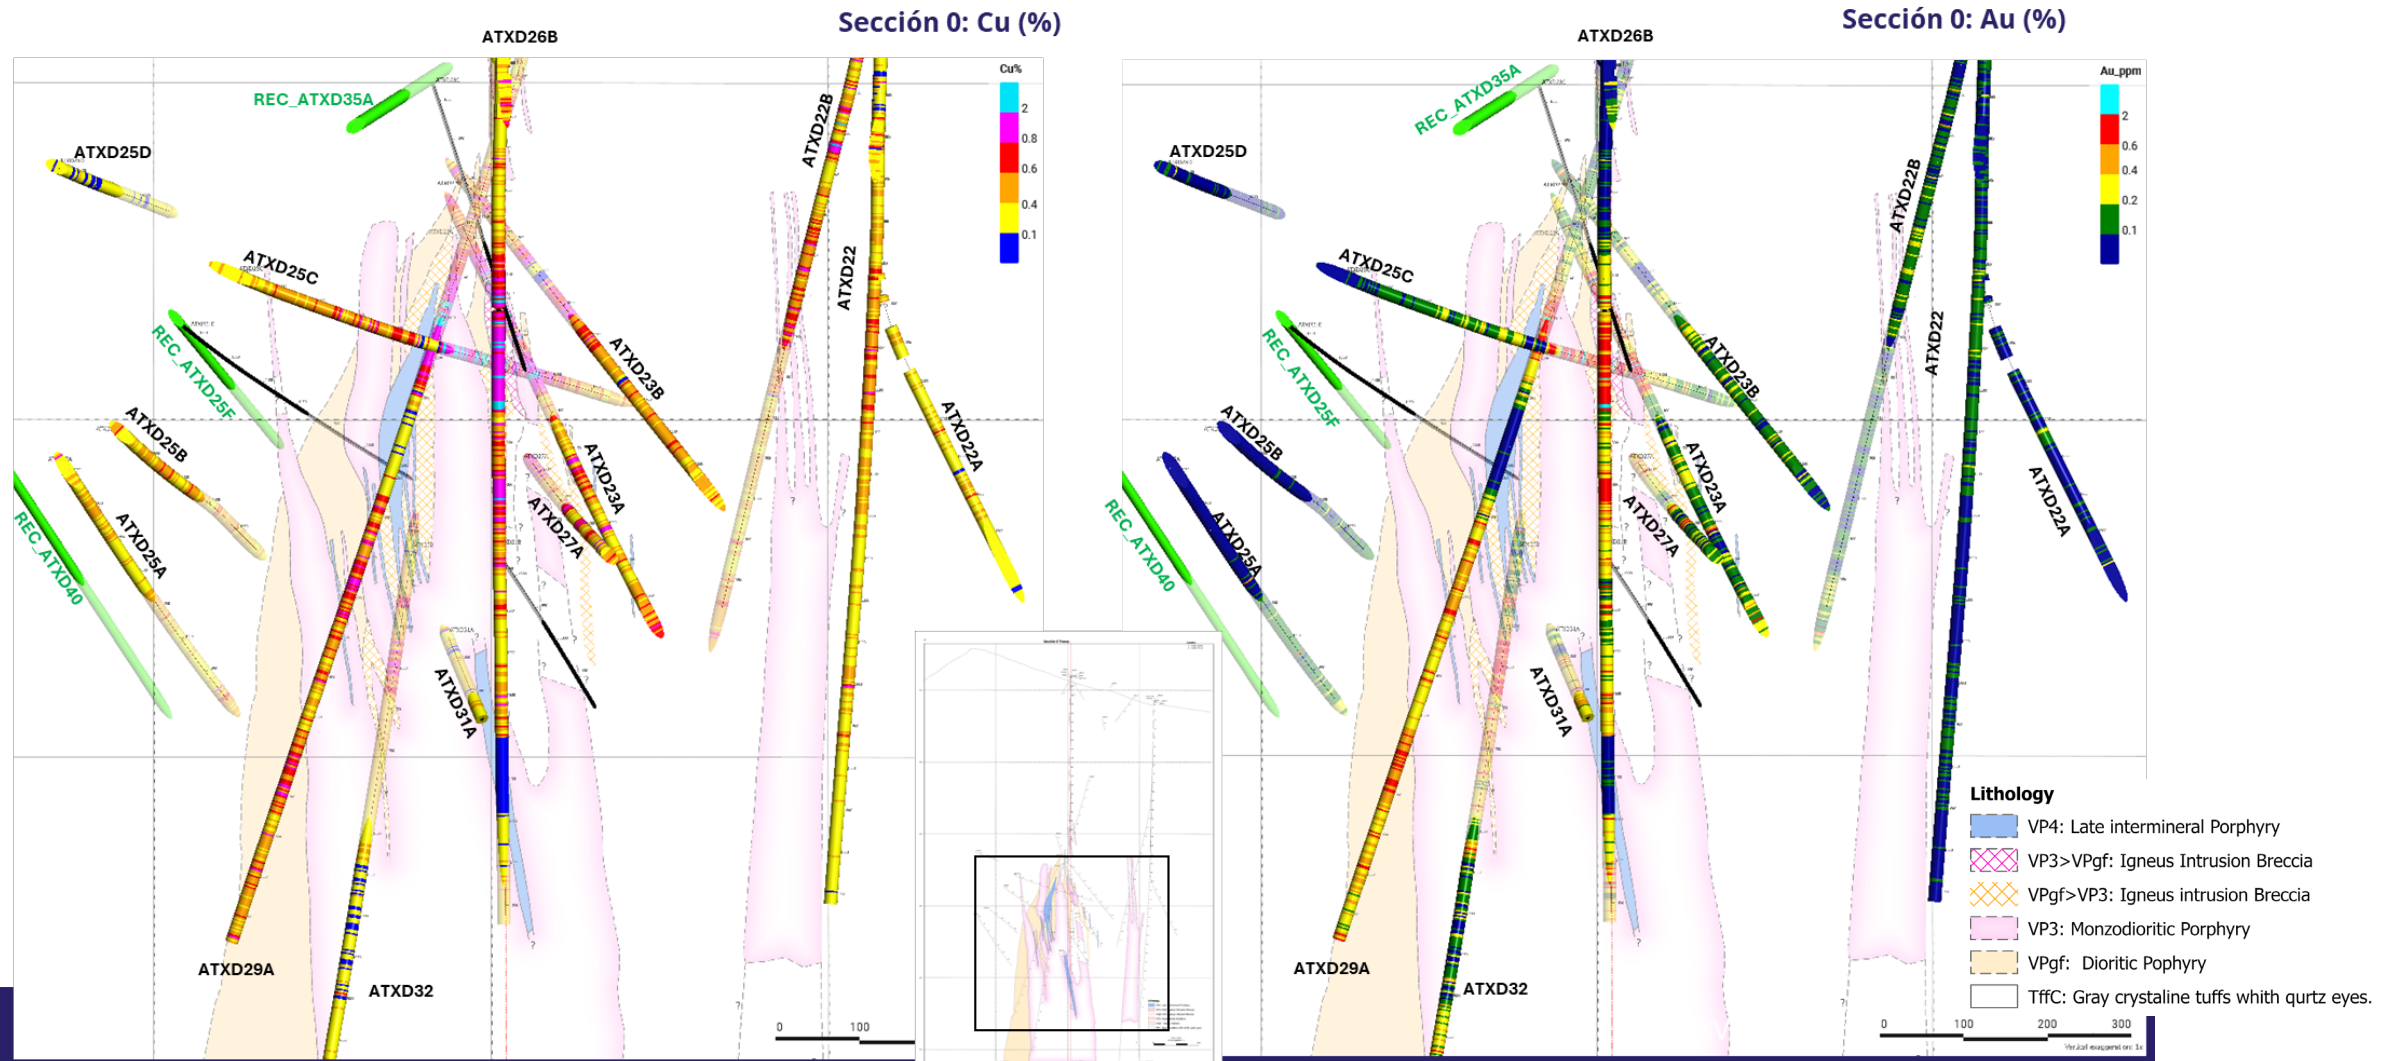 Sección 0: Cu (%)
ATXD26B
Cu%
2
0.8
0.6
0.4
0.1
REC_ATXD35A
ATXD22B
ATXD25D
ATXD25C
ATXD22
REC_ATXD25F
ATXD23B
ATXD25B
ATXD22A
ATXD23A
ATXD25A
ATXD27A
REC_ATXD40
ATXD31A
ATXD29A
ATXD32
0 100
Sección 0: Au (%)
ATXD26B
Au_ppm
2
0.6
0.4
0.2
0.1
REC_ATXD35A
ATXD25D
ATXD22B
ATXD25C
ATXD22
REC_ATXD25F
ATXD23B
ATXD25B
ATXD23A
ATXD22A
ATXD25A
ATXD27A
REC_ATXD40
ATXD31A
ATXD29A
ATXD32
Lithology
VP4: Late intermineral Porphyry
VP3>VPgf: Igneus Intrusion Breccia
VPgf>VP3: Igneus intrusion Breccia
VP3: Monzodioritic Porphyry
VPgf: Dioritic Pophyry
TffC: Gray crystaline tuffs whith qurtz eyes.
0 100 200 300
Vertical exaggeration: 1x